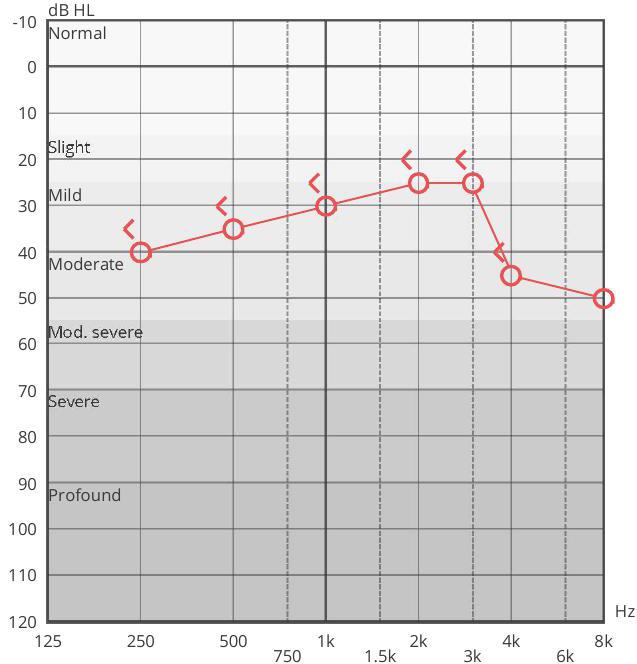 dB HL
-10
Normal
0
10
Slight
20
Mild
30
40
Moderate
50
Mod. severe
60
70
Severe
80
90
Profound
100
110
120
Hz
125 250 500 1k 2k 4k 8k
750 1.5k 3k 6k